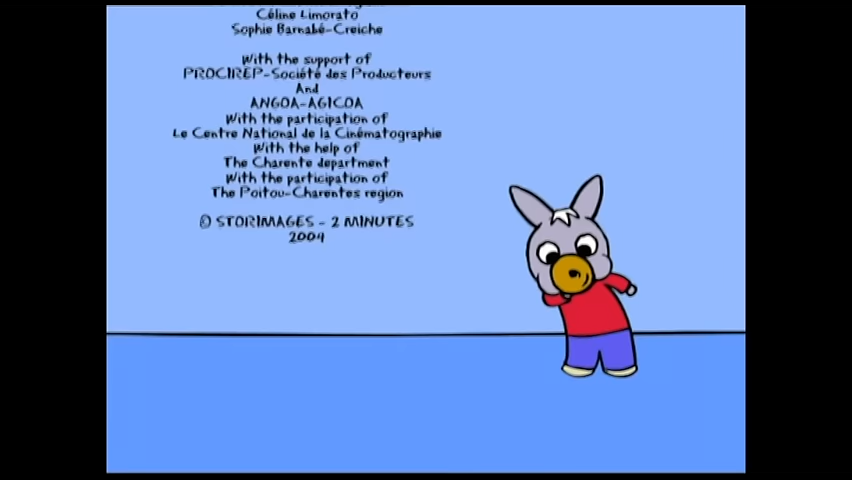 Céline Limorato
Sophie Barnabé-Creiche
With the support of
PROCIREP-Société des Producteurs
And
ANGOA-AGICOA
With the participation of
Le Centre National de la Cinématographie
With the help of
The Charente department
With the participation of
The Poitou-Charentes region
© STORIMAGES - 2 MINUTES
2004